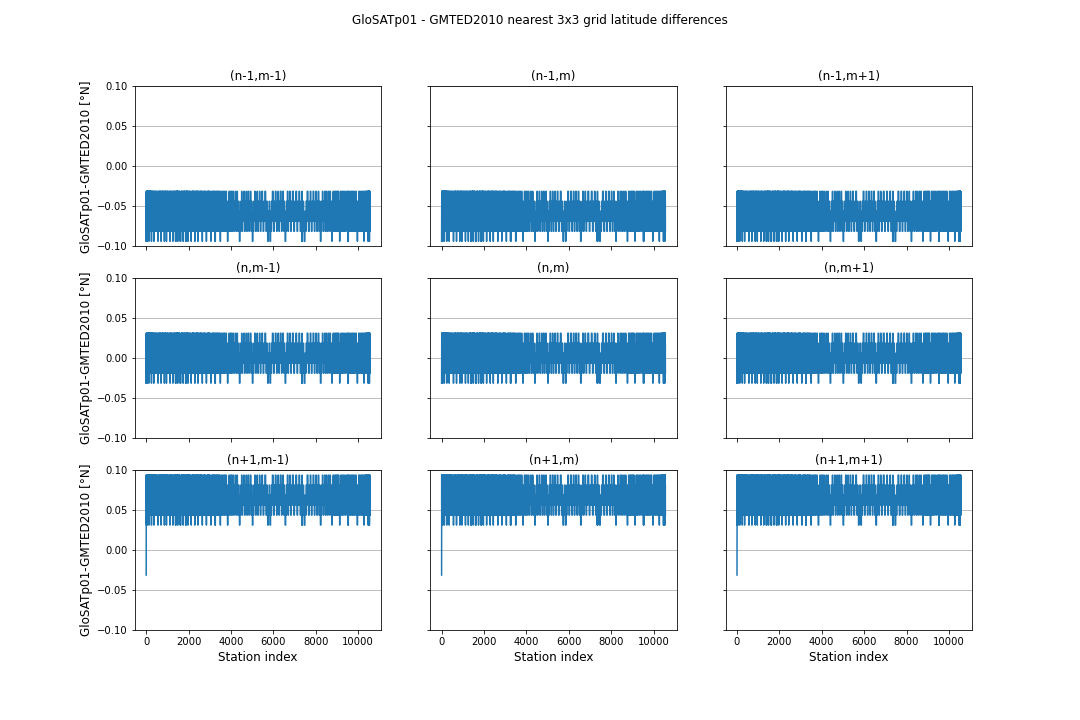 GloSATp01 - GMTED2010 nearest 3x3 grid latitude differences
(n-1,m-1)
(n-1,m)
(n-1,m+1)
GloSATp01-GMTED2010 [°N]
0.10
0.05
0.00
−0.05
−0.10
(n,m-1)
(n,m)
(n,m+1)
GloSATp01-GMTED2010 [°N]
0.10
0.05
0.00
−0.05
−0.10
(n+1,m-1)
(n+1,m)
(n+1,m+1)
GloSATp01-GMTED2010 [°N]
0.10
0.05
0.00
−0.05
−0.10
0 2000 4000 6000 8000 10000
0 2000 4000 6000 8000 10000
0 2000 4000 6000 8000 10000
Station index
Station index
Station index